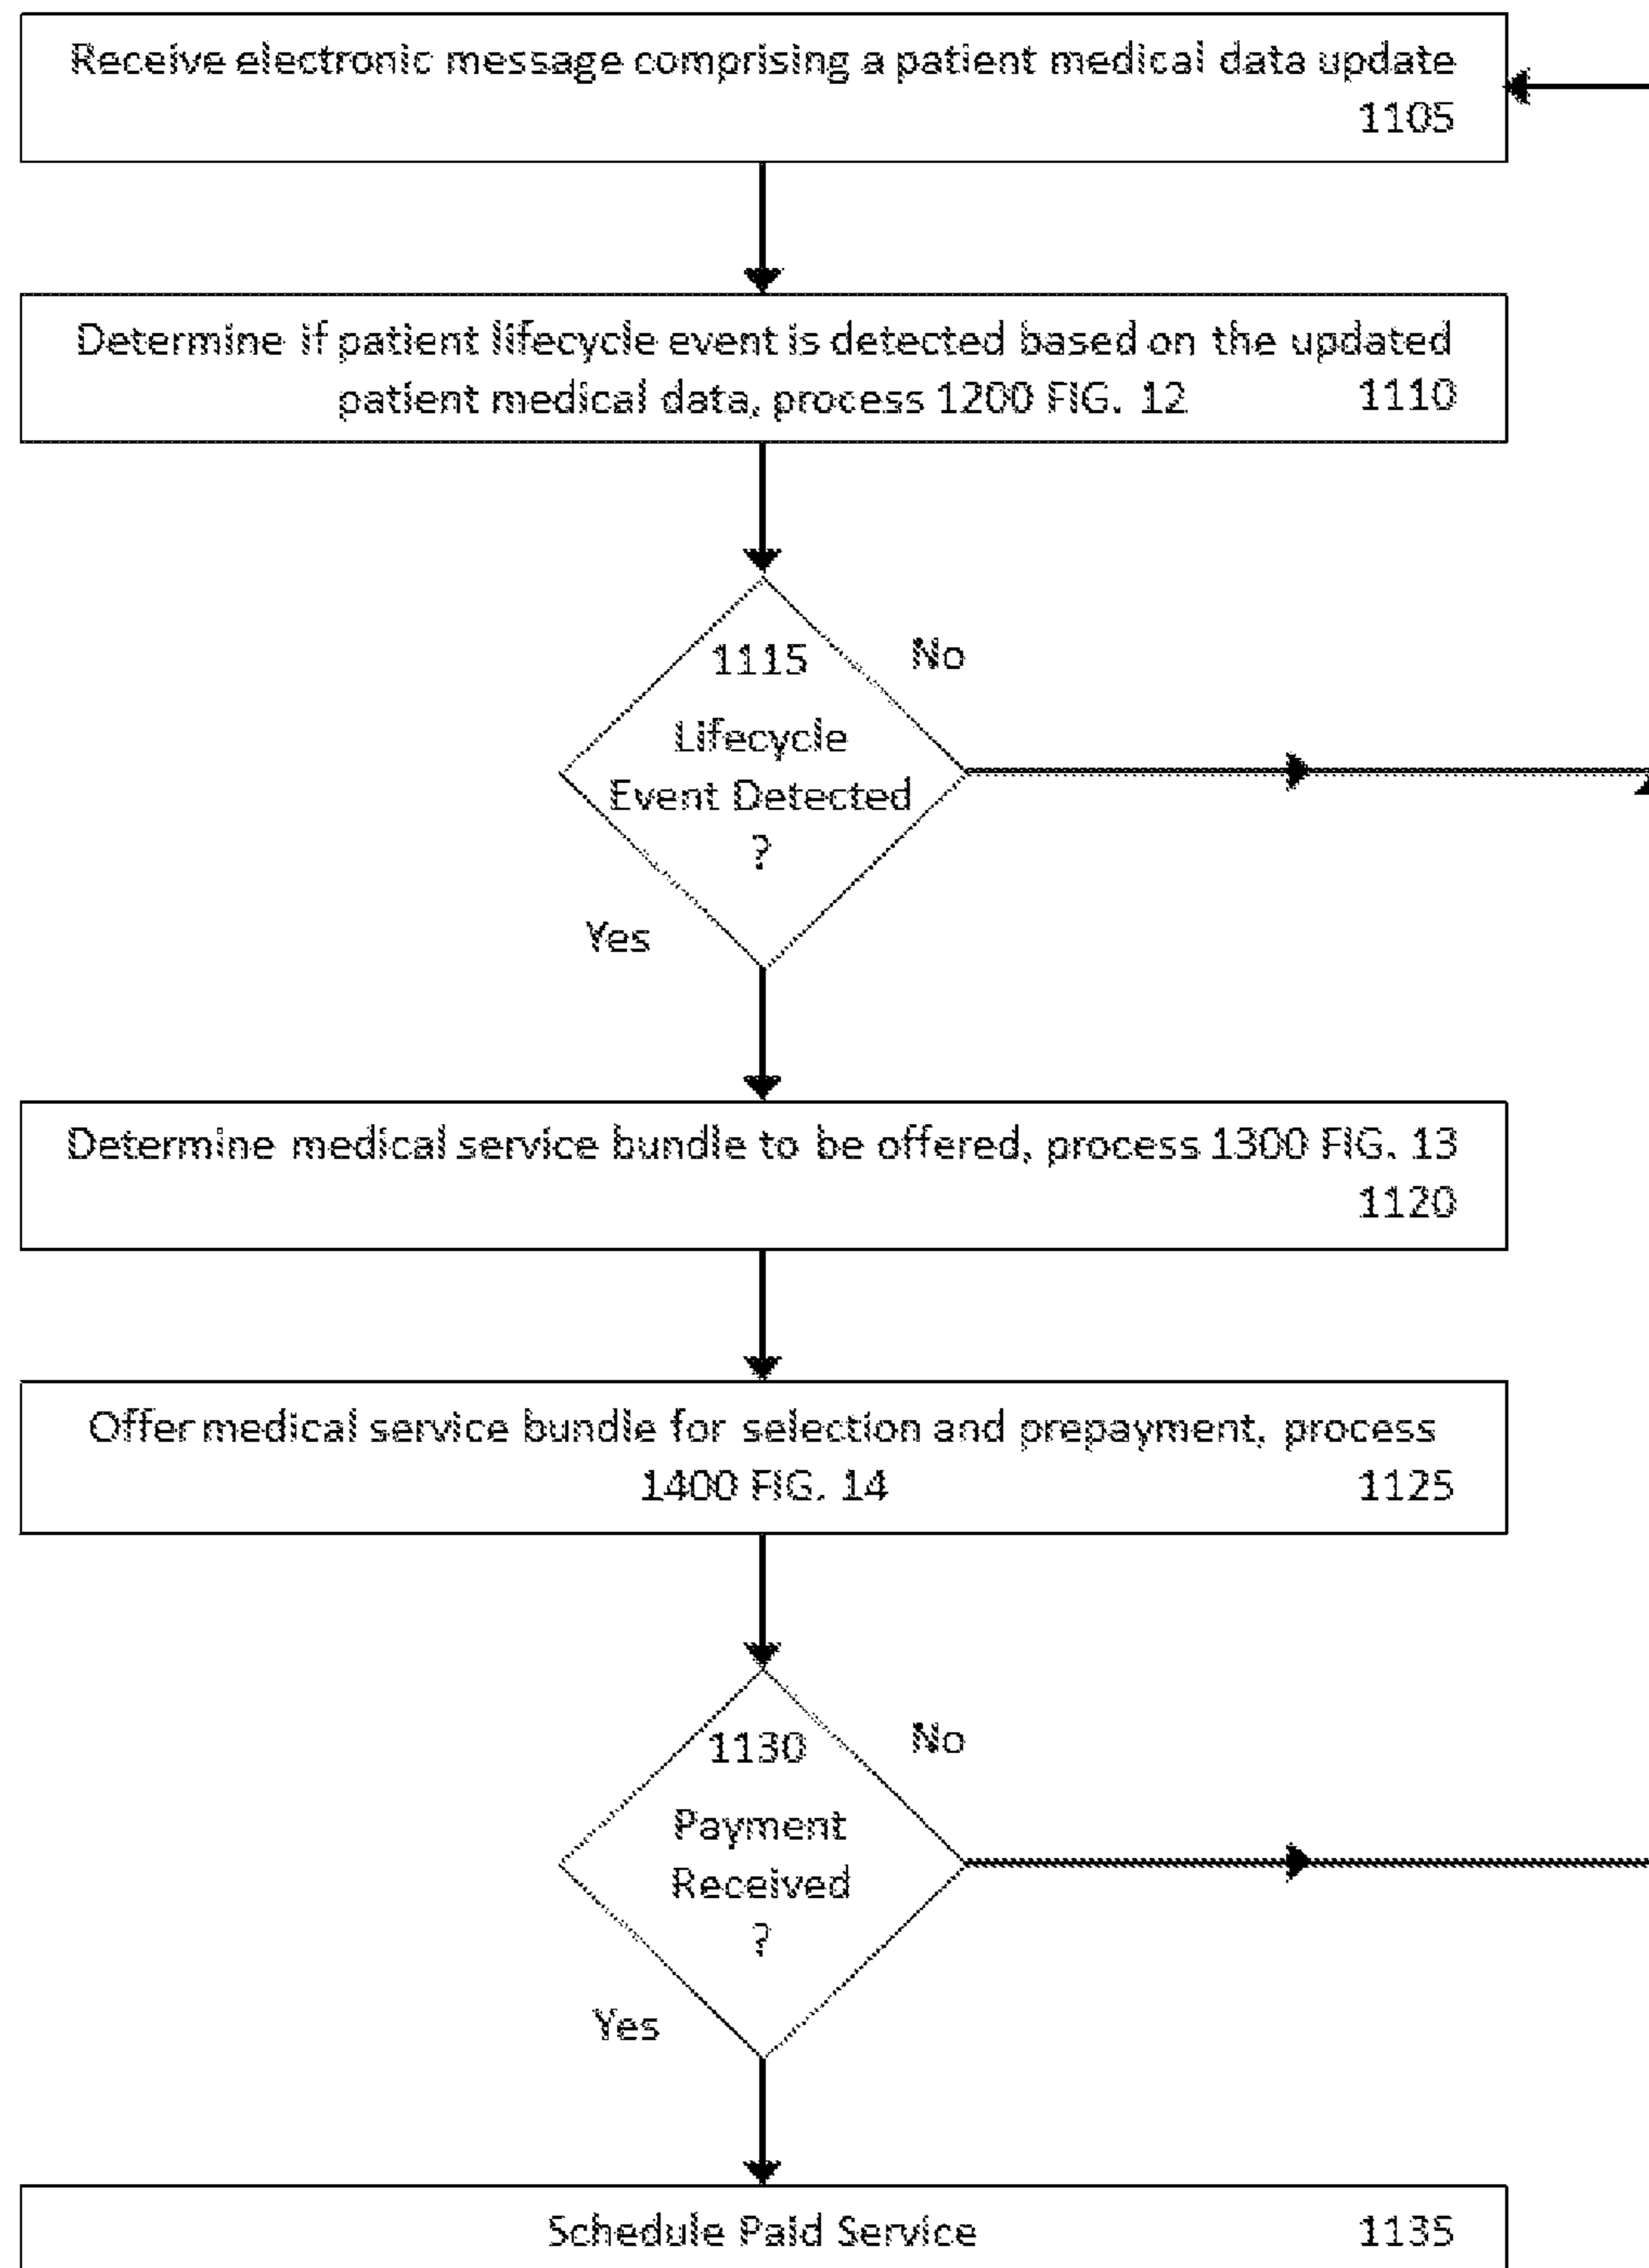 Receive electronic message comprising a patient medical data update
1105
Determine if patient lifecycle event is detected based on the updated
patient medical data, process 1200 FIG. 12 1110
1115
No
Lifecycle
Event Detected
?
Yes
Determine medical service bundle to be offered, process 1300 FIG. 13
1120
Offer medical service bundle for selection and prepayment, process
1400 FIG. 14 1125
1130
No
Payment
Received
?
Yes
Schedule Paid Service 1135